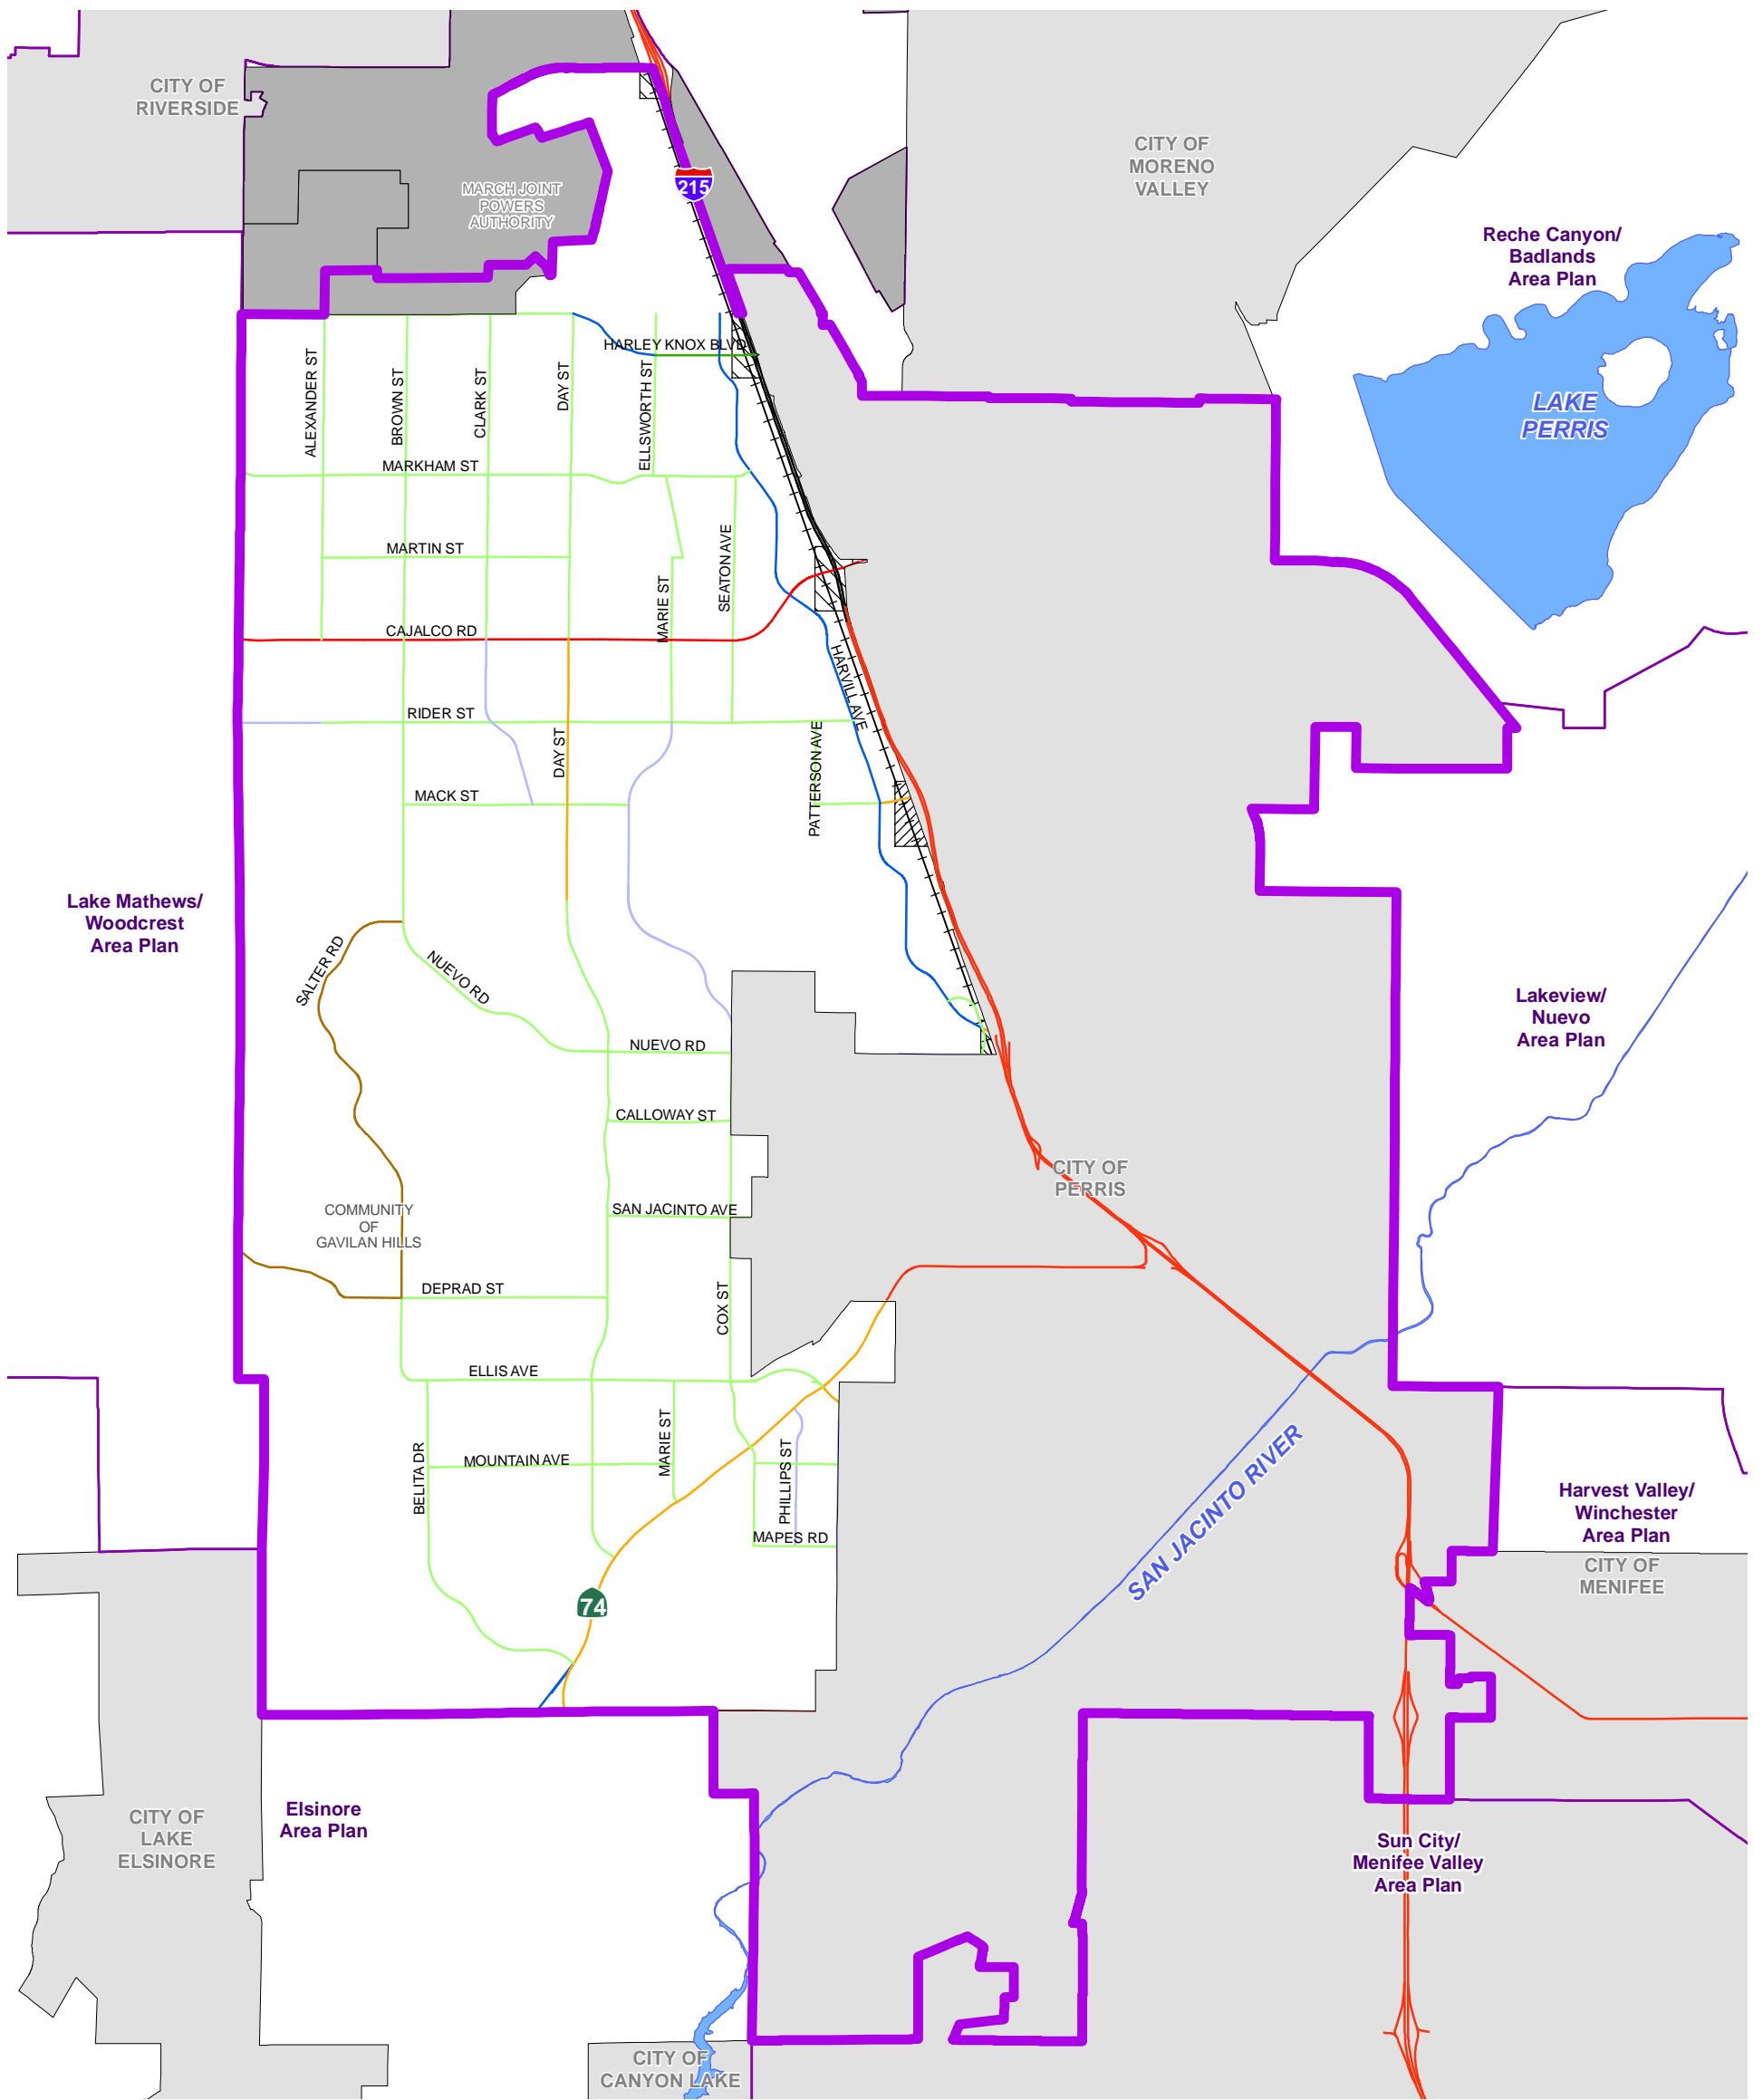 CITY OF
RIVERSIDE
MARCH JOINT
POWERS
AUTHORITY
215
CITY OF
MORENO
VALLEY
Reche Canyon/
Badlands
Area Plan
LAKE
PERRIS
HARLEY KNOX BLVD
ALEXANDER ST
BROWN ST
CLARK ST
DAY ST
ELLSWORTH ST
MARKHAM ST
MARTIN ST
MARIE ST
SEATON AVE
CAJALCO RD
HARVILL AVE
RIDER ST
DAY ST
PATTERSON AVE
MACK ST
Lake Mathews/
Woodcrest
Area Plan
SALTER RD
NUEVO RD
NUEVO RD
Lakeview/
Nuevo
Area Plan
CALLOWAY ST
CITY OF
PERRIS
COMMUNITY
OF
GAVILAN HILLS
SAN JACINTO AVE
DEPRAD ST
COX ST
ELLIS AVE
BELITA DR
MOUNTAIN AVE
MARIE ST
PHILLIPS ST
MAPES RD
SAN JACINTO RIVER
Harvest Valley/
Winchester
Area Plan
CITY OF
MENIFEE
74
CITY OF
LAKE
ELSINORE
Elsinore
Area Plan
Sun City/
Menifee Valley
Area Plan
CITY OF
CANYON LAKE